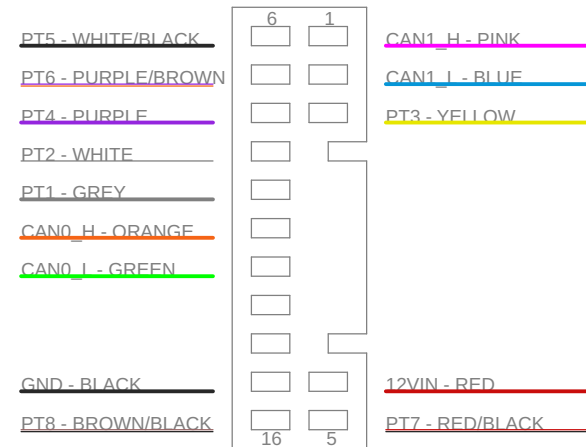 6 1
PT5 - WHITE/BLACK
CAN1_H - PINK
PT6 - PURPLE/BROWN
CAN1_L - BLUE
PT4 - PURPLE
PT3 - YELLOW
PT2 - WHITE
PT1 - GREY
CAN0_H - ORANGE
CAN0_L - GREEN
GND - BLACK
12VIN - RED
PT8 - BROWN/BLACK
PT7 - RED/BLACK
16 5